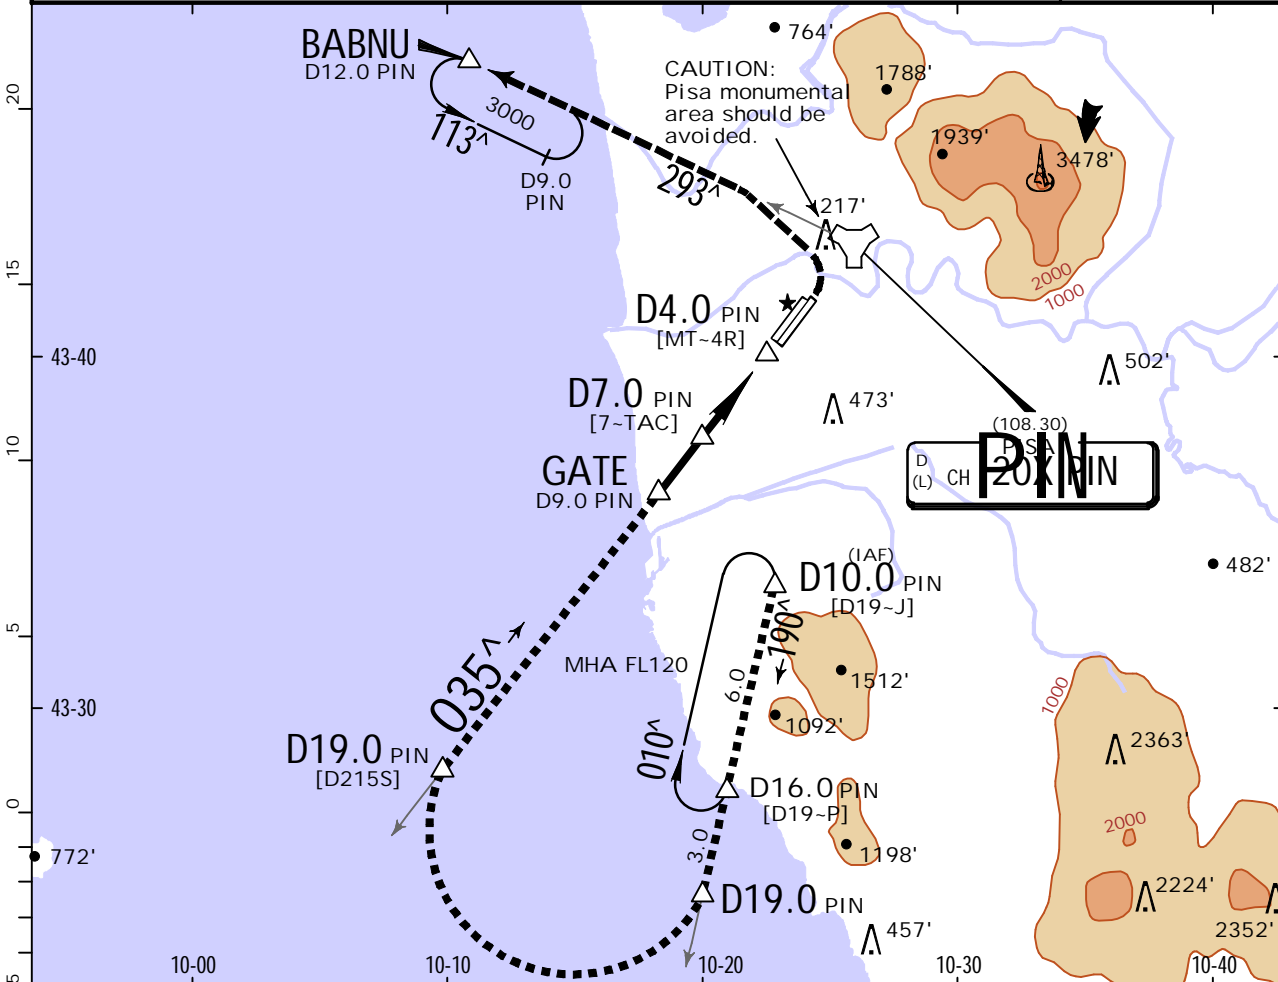 BABNU
D12.0 PIN
3000
113^
D9.0
PIN
293^
764'
CAUTION:
Pisa monumental
area should be
avoided.
1788'
1939'
3478'
217'
2000
1000
20
15
43-40
10
5
43-30
0
5
D4.0 PIN
[MT~4R]
D7.0 PIN
[7~TAC]
GATE
D9.0 PIN
473'
502'
(108.30)
PISA
D
(L)
CH
20X PIN
PIN
482'
(IAF)
D10.0 PIN
[D19~J]
190^
MHA FL120
6.0
010^
1512'
1092'
035^
D19.0 PIN
[D215S]
D16.0 PIN
[D19~P]
3.0
1198'
D19.0 PIN
457'
772'
1000
2363'
2000
2224'
2352'
10-00
10-10
10-20
10-30
10-40